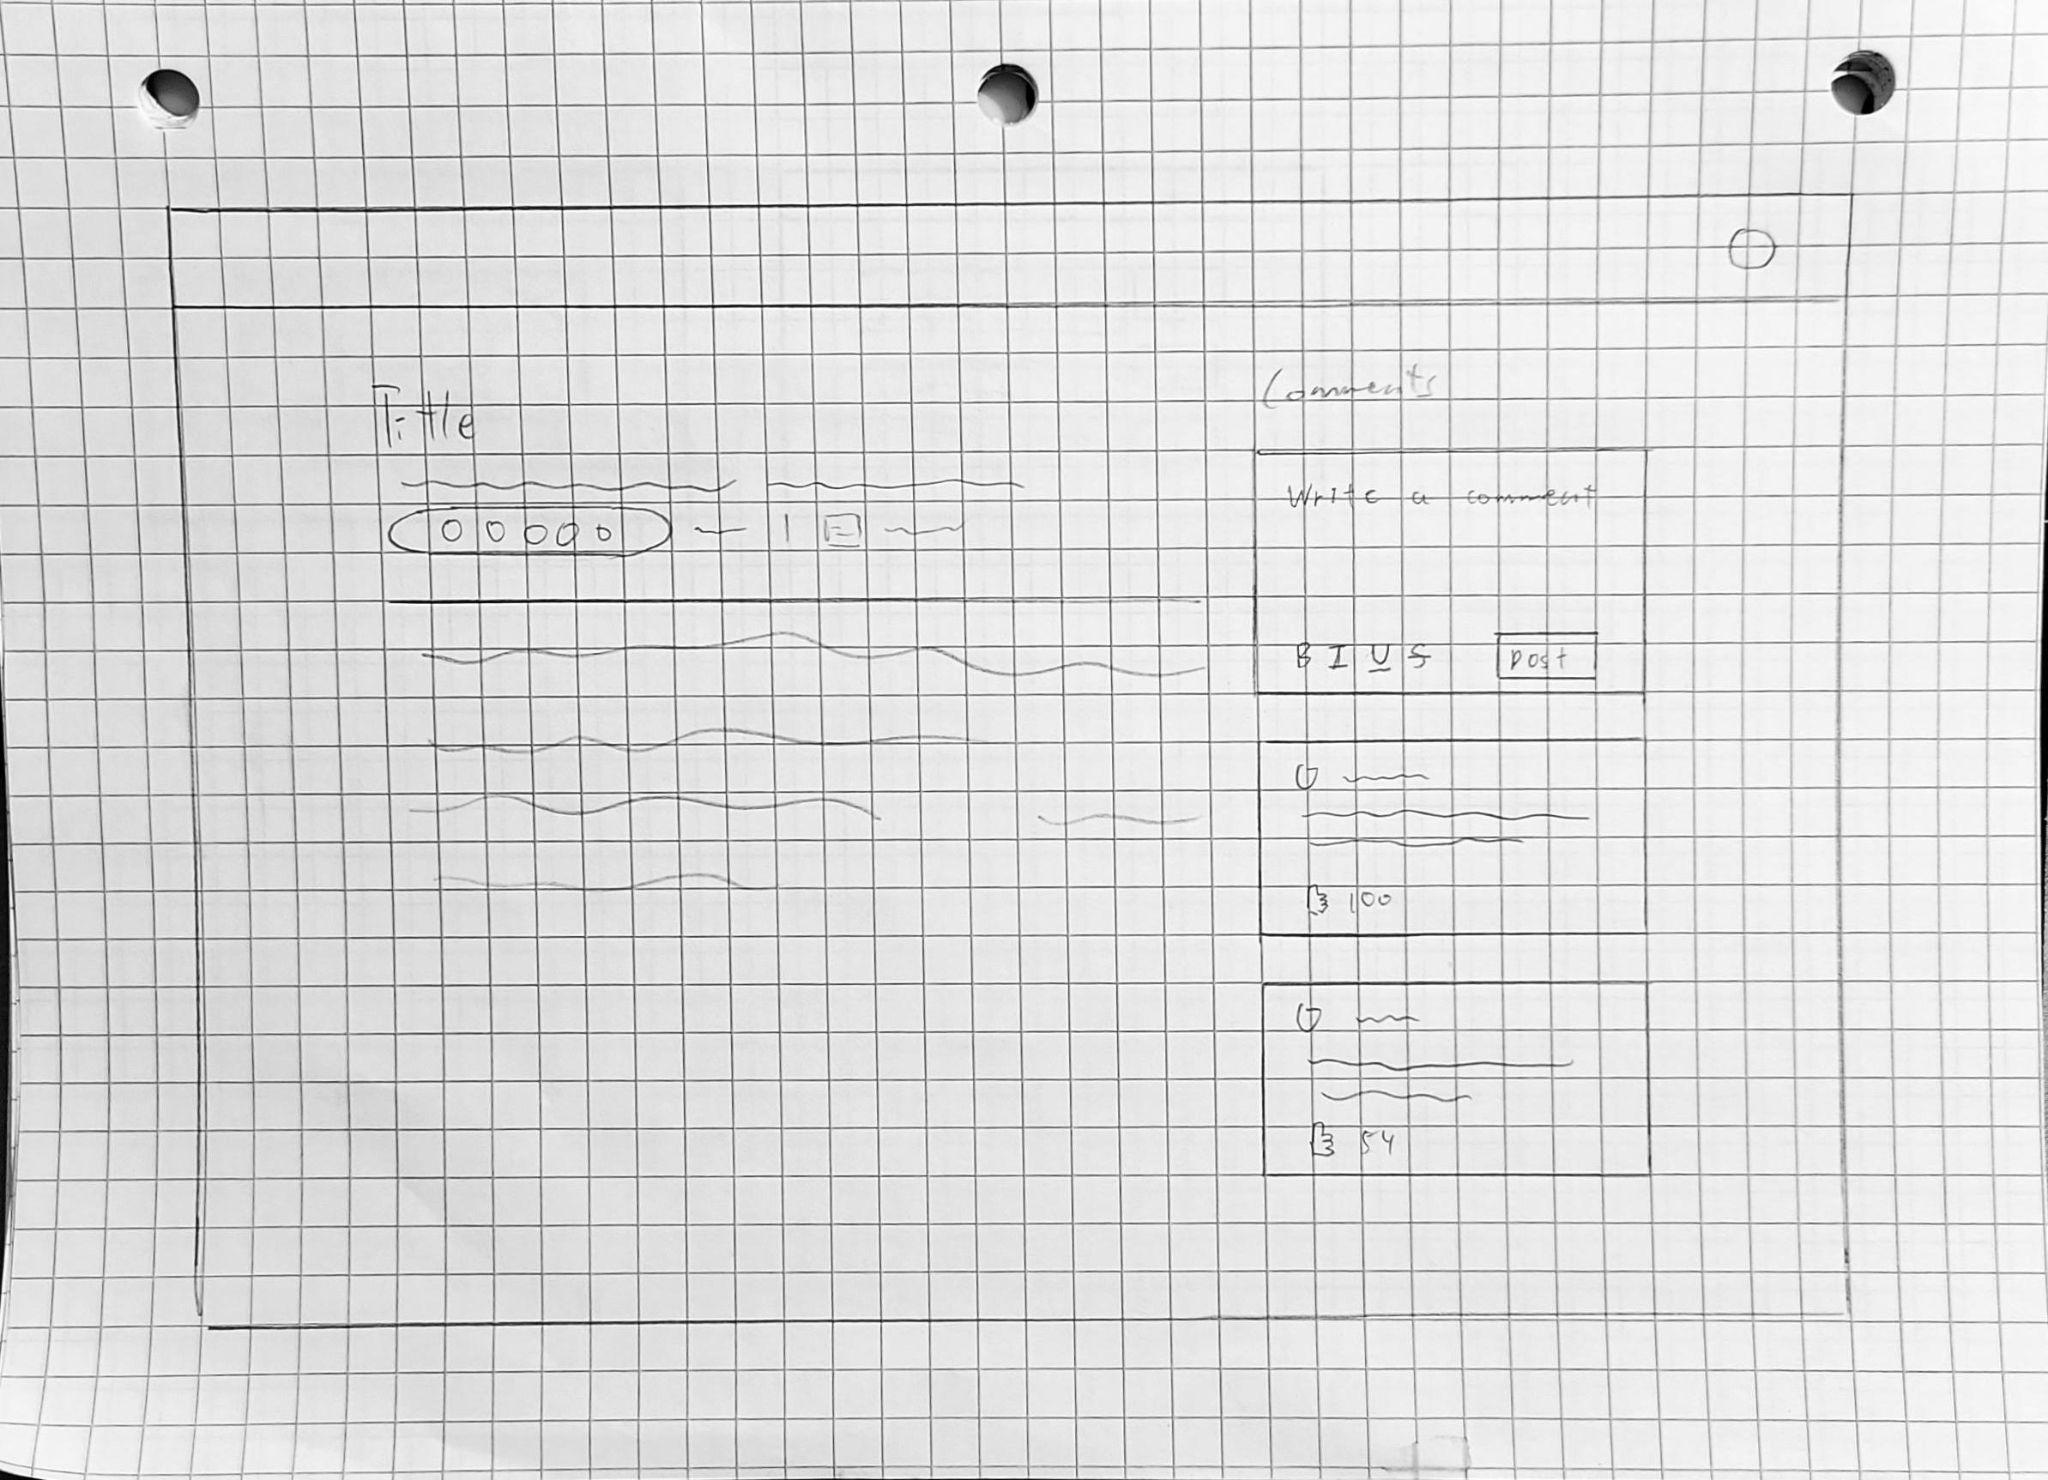 Title
Comments
Write a comment
B I U S
post
100
54